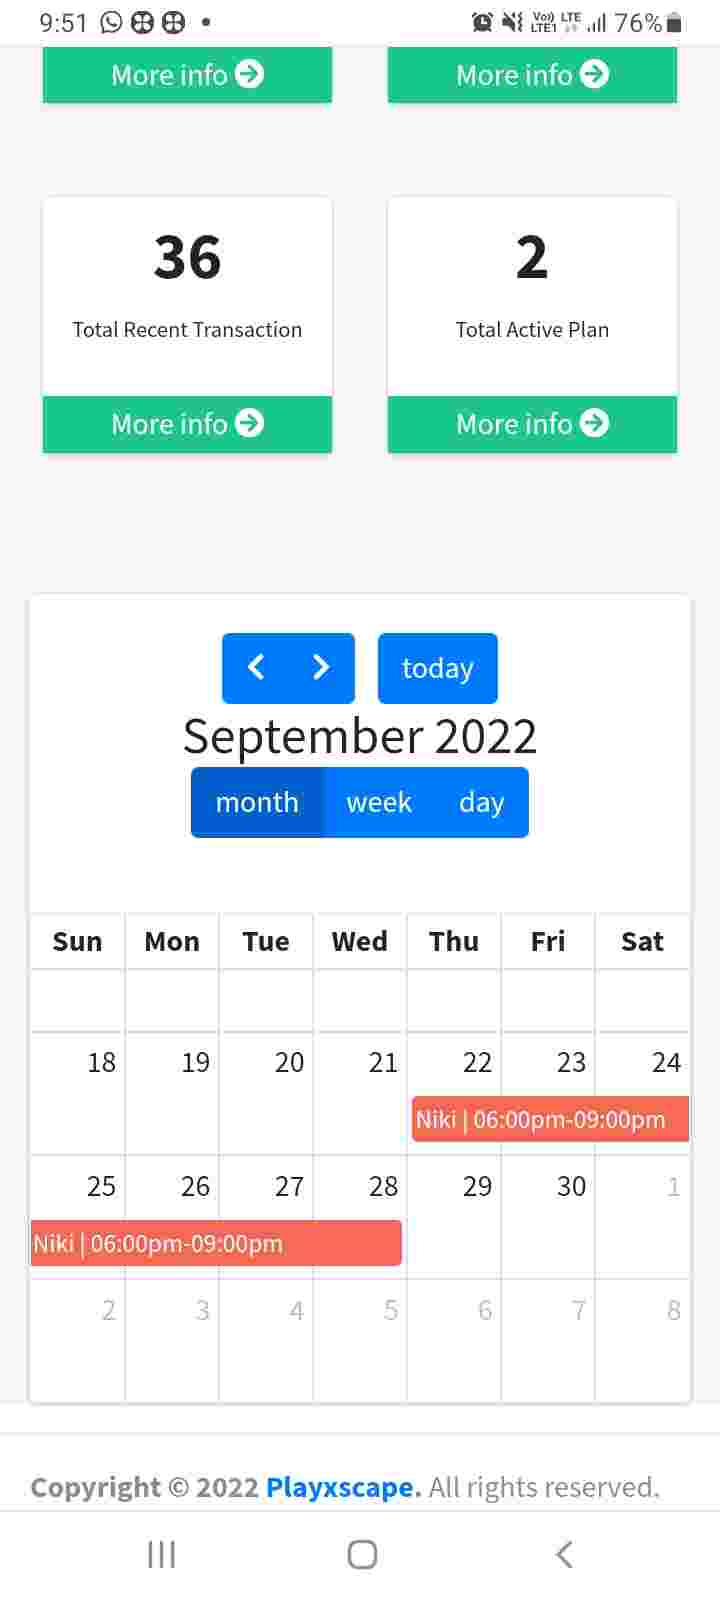 9:51 Vo)) LTE1 LTE 76%
More info More info
36 2
Total Recent Transaction Total Active Plan
More info More info
today
September 2022
month week day
Sun Mon Tue Wed Thu Fri Sat
18 19 20 21 22 23 24
Niki | 06:00pm-09:00pm
25 26 27 28 29 30 1
Niki | 06:00pm-09:00pm
2 3 4 5 6 7 8
Copyright © 2022 Playxscape. All rights reserved.